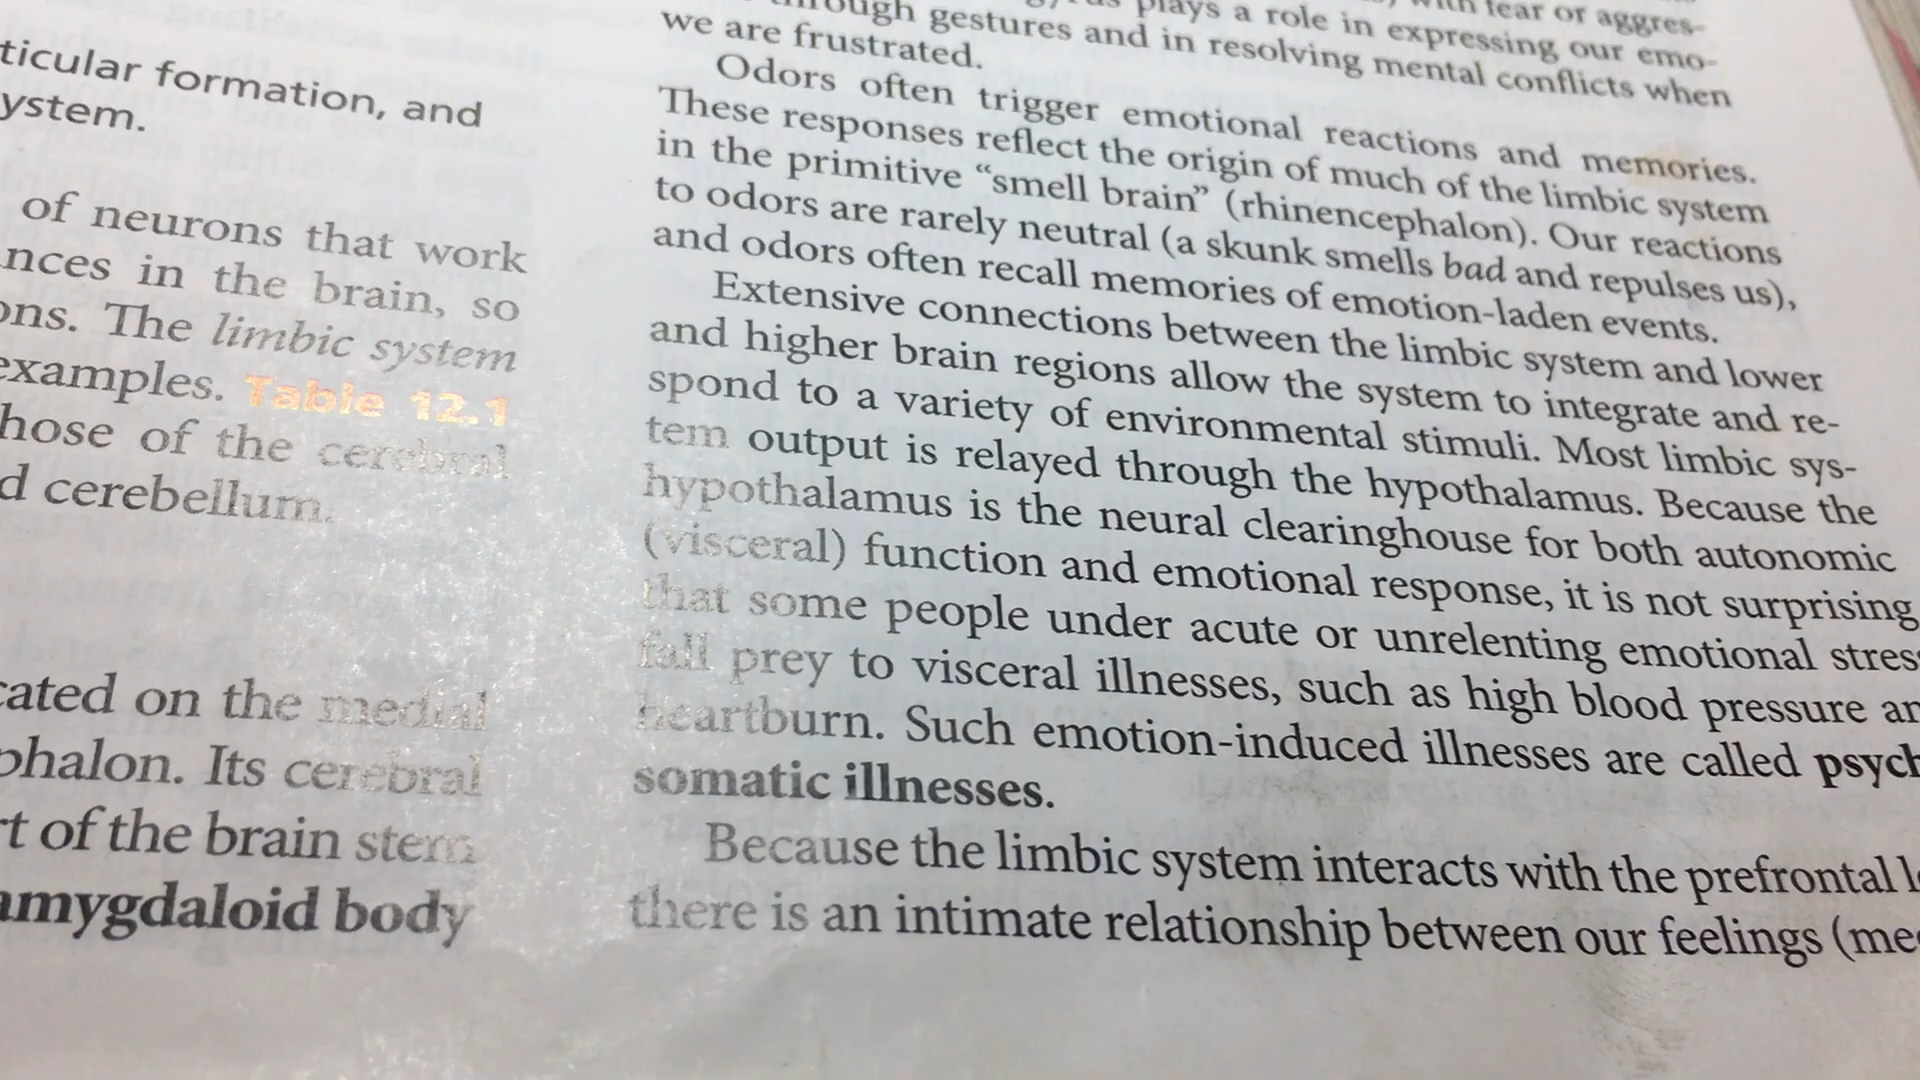 ticular formation, and
ystem.
of neurons that work
nces in the brain, so
ons. The limbic system
examples. Table 12.1
hose of the cerebral
d cerebellum.
cated on the medial
phalon. Its cerebral
rt of the brain stem
amygdaloid body
with fear or aggres-
plays a role in expressing our emo-
through gestures and in resolving mental conflicts when
we are frustrated.
Odors often trigger emotional reactions and memories.
These responses reflect the origin of much of the limbic system
in the primitive “smell brain” (rhinencephalon). Our reactions
to odors are rarely neutral (a skunk smells bad and repulses us),
and odors often recall memories of emotion-laden events.
Extensive connections between the limbic system and lower
and higher brain regions allow the system to integrate and re-
spond to a variety of environmental stimuli. Most limbic sys-
tem output is relayed through the hypothalamus. Because the
hypothalamus is the neural clearinghouse for both autonomic
(visceral) function and emotional response, it is not surprising
that some people under acute or unrelenting emotional stres
fall prey to visceral illnesses, such as high blood pressure an
heartburn. Such emotion-induced illnesses are called psych
somatic illnesses.
Because the limbic system interacts with the prefrontal l
there is an intimate relationship between our feelings (me